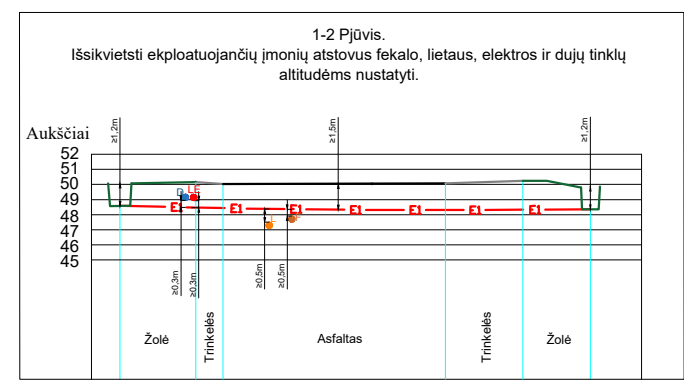 1-2 Pjūvis.
Išsikvietsti ekploatuojančių įmonių atstovus fekalo, lietaus, elektros ir dujų tinklų
altitudėms nustatyti.
Aukščiai
≥1,2m
≥1,5m
≥1,2m
52
51
50
49
48
47
46
45
D
LE
E1
E1
E1
E1
E1
E1
E1
L
F
≥0,3m
≥0,3m
≥0,5m
≥0,5m
Žolė
Trinkelės
Asfaltas
Trinkelės
Žolė